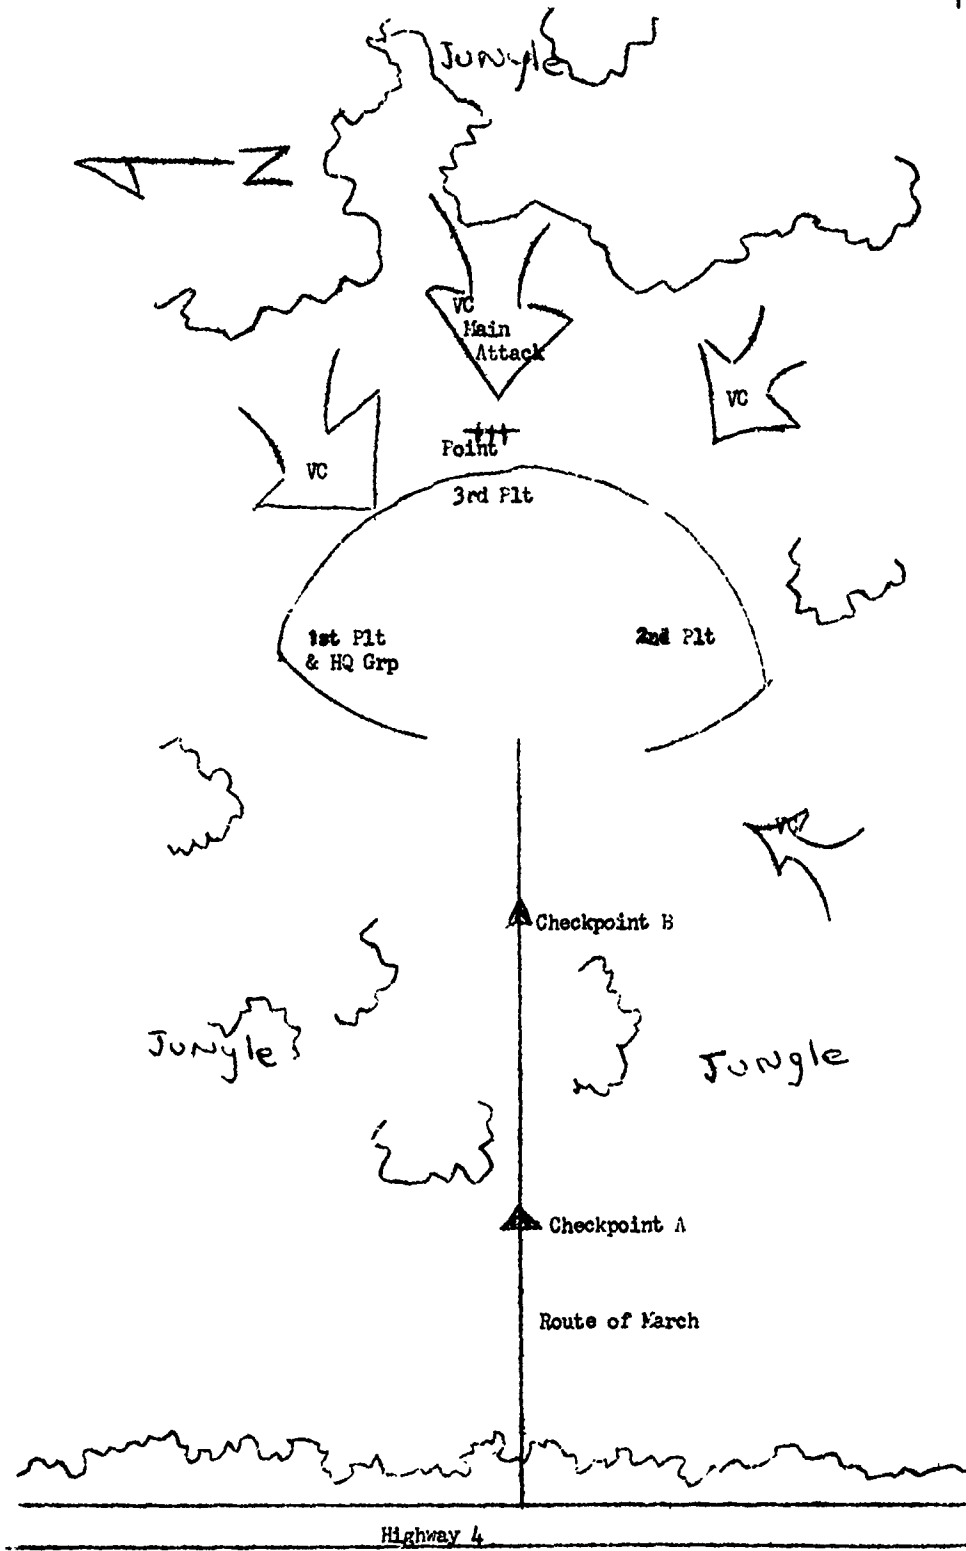 Jungle
N
VC
Main
Attack
VC
Point
VC
3rd Plt
1st Plt
& HQ Grp
2nd Plt
VC
Checkpoint B
Jungle
Jungle
Checkpoint A
Route of March
Highway 4